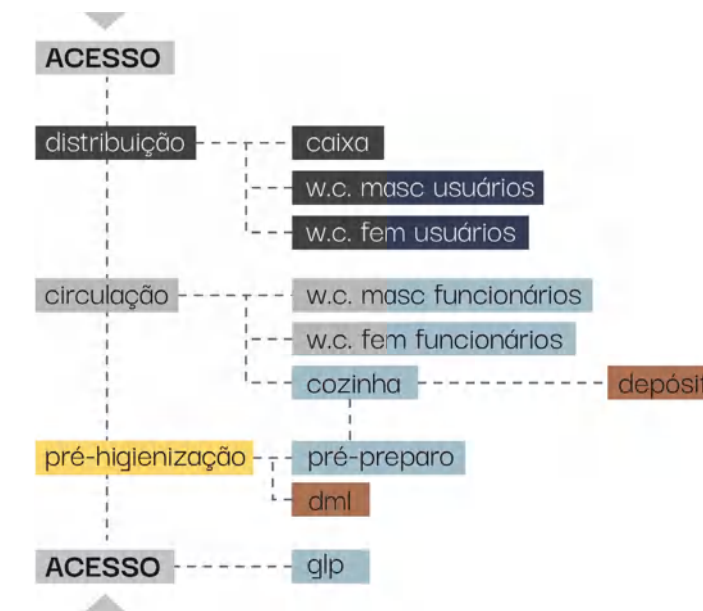 ACESSO
distribuição
caixa
w.c. masc usuários
w.c. fem usuários
circulação
w.c. masc funcionários
w.c. fem funcionários
cozinha
depósit
pré-higienização
pré-preparo
dml
ACESSO
glp